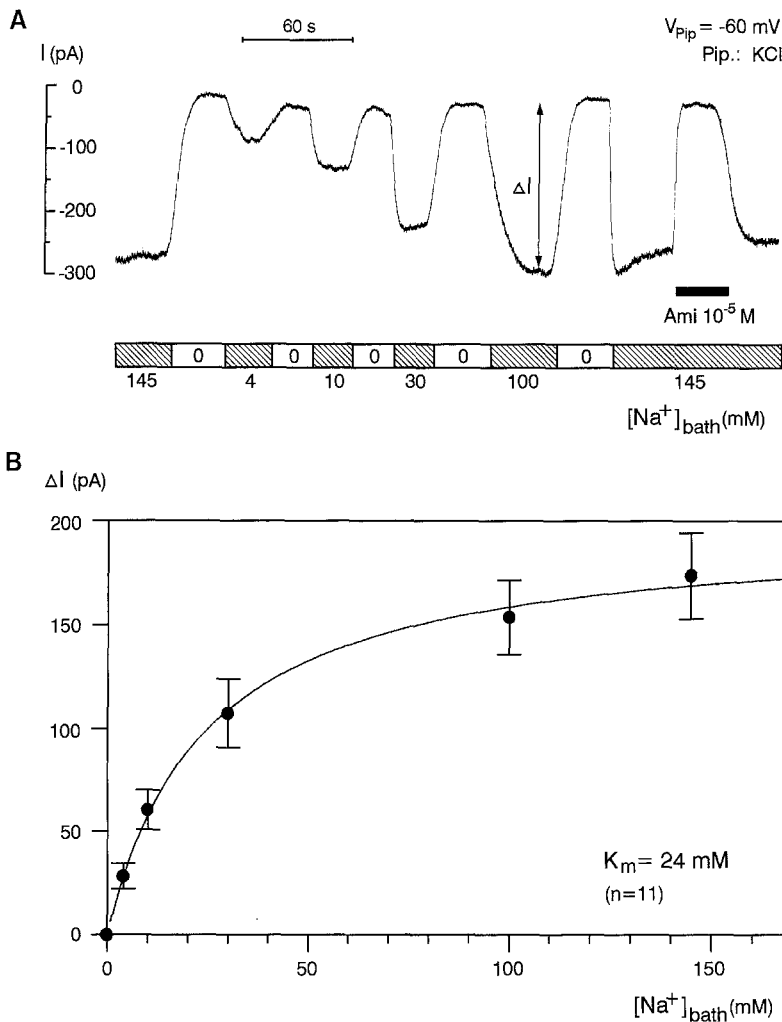 A
60 s
V_Pip = -60 mV
Pip.: KCl
I (pA)
0
-100
-200
-300
ΔI
Ami 10⁻⁵ M
0 0 0 0 0
145 4 10 30 100 145
[Na⁺]bath (mM)
B
ΔI (pA)
200
150
100
50
0
Km = 24 mM
(n=11)
0 50 100 150
[Na⁺]bath (mM)